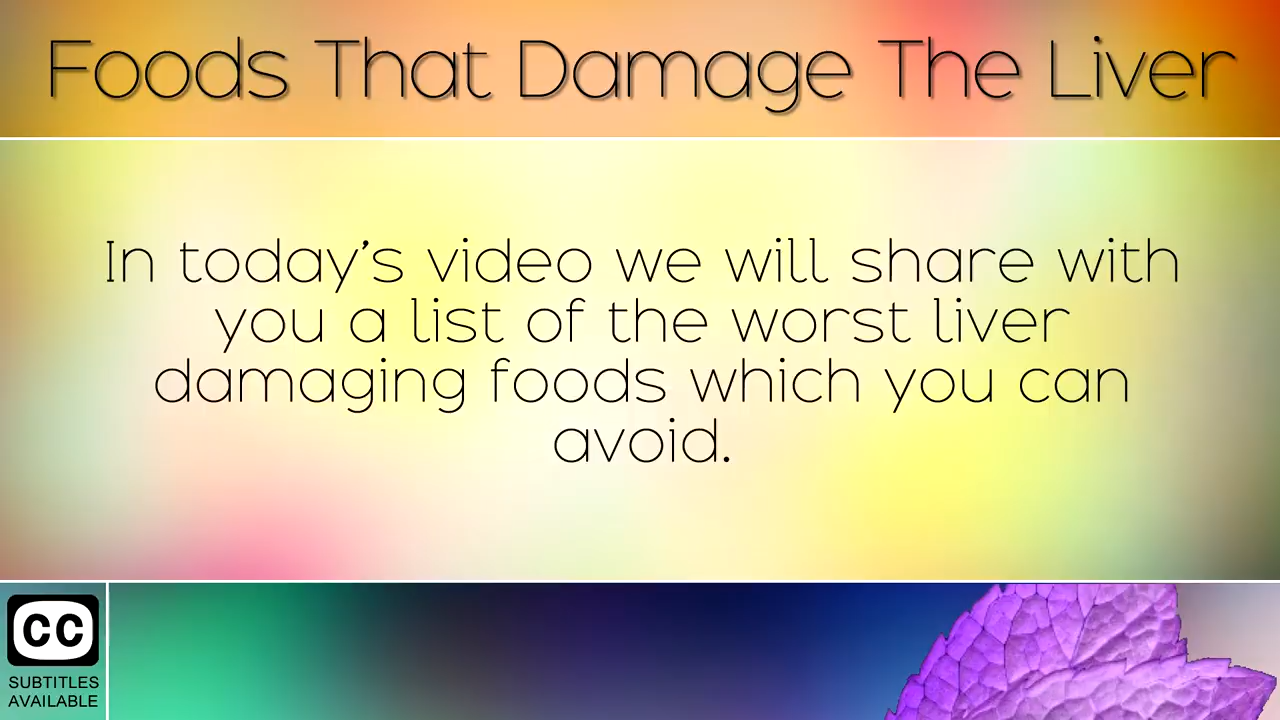 Foods That Damage The Liver
In today's video we will share with
you a list of the worst liver
damaging foods which you can
avoid.
CC
SUBTITLES
AVAILABLE